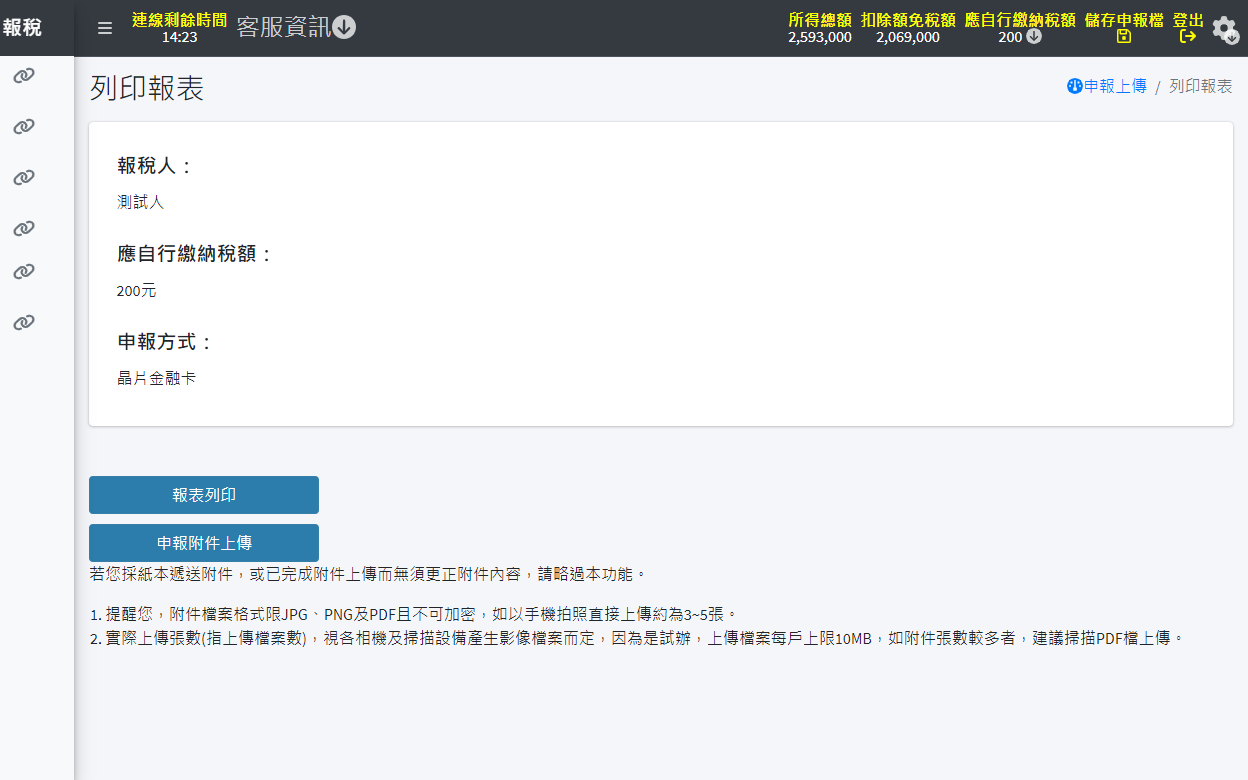 報稅
連線剩餘時間
14:23
客服資訊
所得總額
2,593,000
扣除額免稅額
2,069,000
應自行繳納稅額
200
儲存申報檔
登出
列印報表
申報上傳 / 列印報表
報稅人：
測試人
應自行繳納稅額：
200元
申報方式：
晶片金融卡
報表列印
申報附件上傳
若您採紙本遞送附件，或已完成附件上傳而無須更正附件內容，請略過本功能。
1. 提醒您，附件檔案格式限JPG、PNG及PDF且不可加密，如以手機拍照直接上傳約為3~5張。
2. 實際上傳張數(指上傳檔案數)，視各相機及掃描設備產生影像檔案而定，因為是試辦，上傳檔案每戶上限10MB，如附件張數較多者，建議掃描PDF檔上傳。